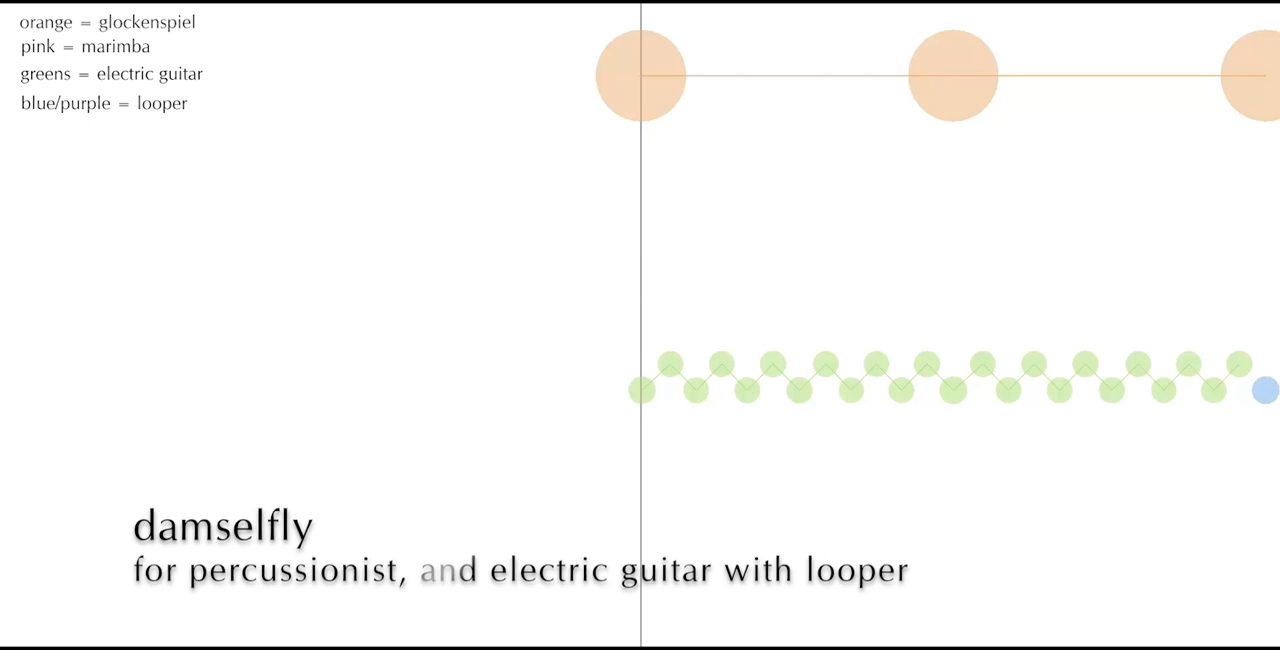 orange = glockenspiel
pink = marimba
greens = electric guitar
blue/purple = looper
damselfly
for percussionist, and electric guitar with looper